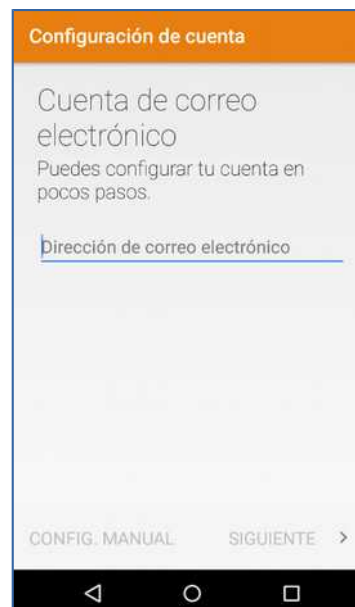 Configuración de cuenta
Cuenta de correo
electrónico
Puedes configurar tu cuenta en
pocos pasos.
Dirección de correo electrónico
CONFIG. MANUAL SIGUIENTE